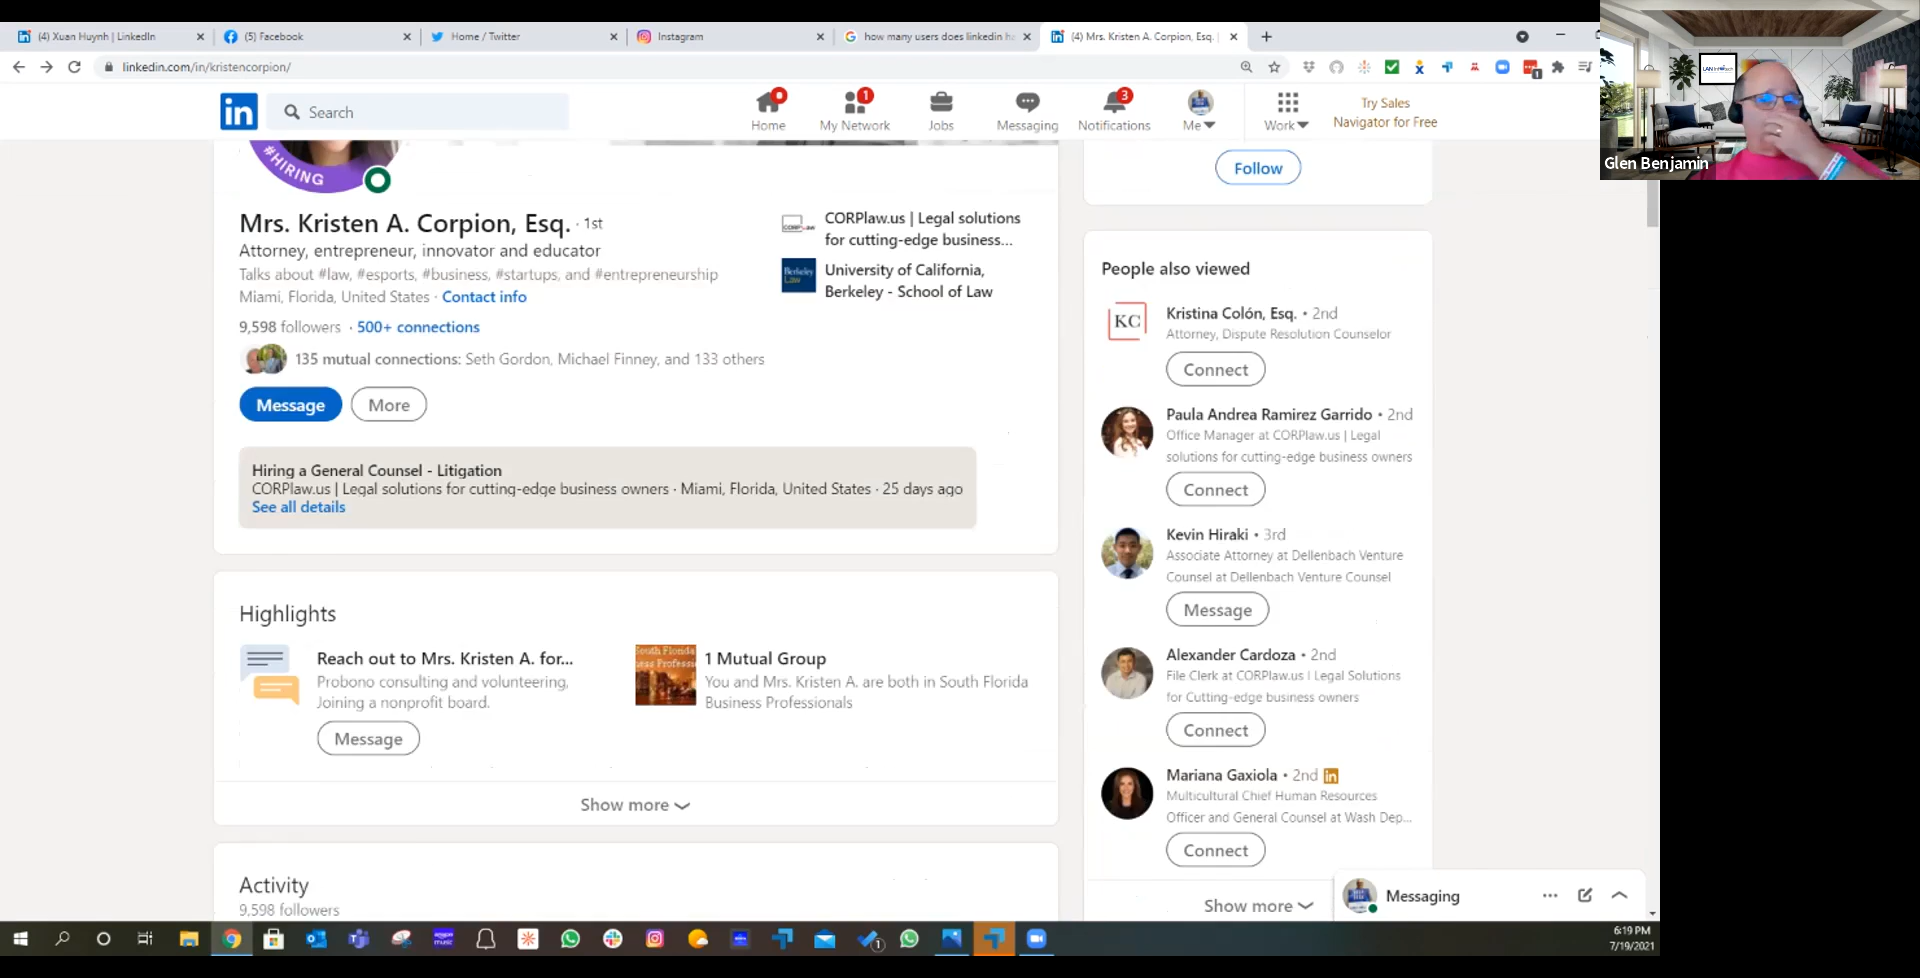 (4) Xuan Huynh | LinkedIn
(5) Facebook
Home / Twitter
Instagram
how many users does linkedin h
(4) Mrs. Kristen A. Corpion, Esq. |
linkedin.com/in/kristencorpion/
in
Search
Home
1
My Network
Jobs
Messaging
3
Notifications
Me
Work
Try Sales
Navigator for Free
Glen Benjamin
#HIRING
Follow
Mrs. Kristen A. Corpion, Esq. · 1st
Attorney, entrepreneur, innovator and educator
Talks about #law, #esports, #business, #startups, and #entrepreneurship
Miami, Florida, United States · Contact info
9,598 followers · 500+ connections
135 mutual connections: Seth Gordon, Michael Finney, and 133 others
Message
More
CORPlaw.us | Legal solutions
for cutting-edge business...
Berkeley
Law
University of California,
Berkeley - School of Law
Hiring a General Counsel - Litigation
CORPlaw.us | Legal solutions for cutting-edge business owners · Miami, Florida, United States · 25 days ago
See all details
Highlights
Reach out to Mrs. Kristen A. for...
Probono consulting and volunteering,
Joining a nonprofit board.
Message
South Florida
1 Mutual Group
You and Mrs. Kristen A. are both in South Florida
Business Professionals
Show more
Activity
9,598 followers
People also viewed
KC
Kristina Colón, Esq. • 2nd
Attorney, Dispute Resolution Counselor
Connect
Paula Andrea Ramirez Garrido • 2nd
Office Manager at CORPlaw.us | Legal
solutions for cutting-edge business owners
Connect
Kevin Hiraki • 3rd
Associate Attorney at Dellenbach Venture
Counsel at Dellenbach Venture Counsel
Message
Alexander Cardoza • 2nd
File Clerk at CORPlaw.us | Legal Solutions
for Cutting-edge business owners
Connect
Mariana Gaxiola • 2nd in
Multicultural Chief Human Resources
Officer and General Counsel at Wash Dep...
Connect
Show more
Messaging
6:19 PM
7/19/2021